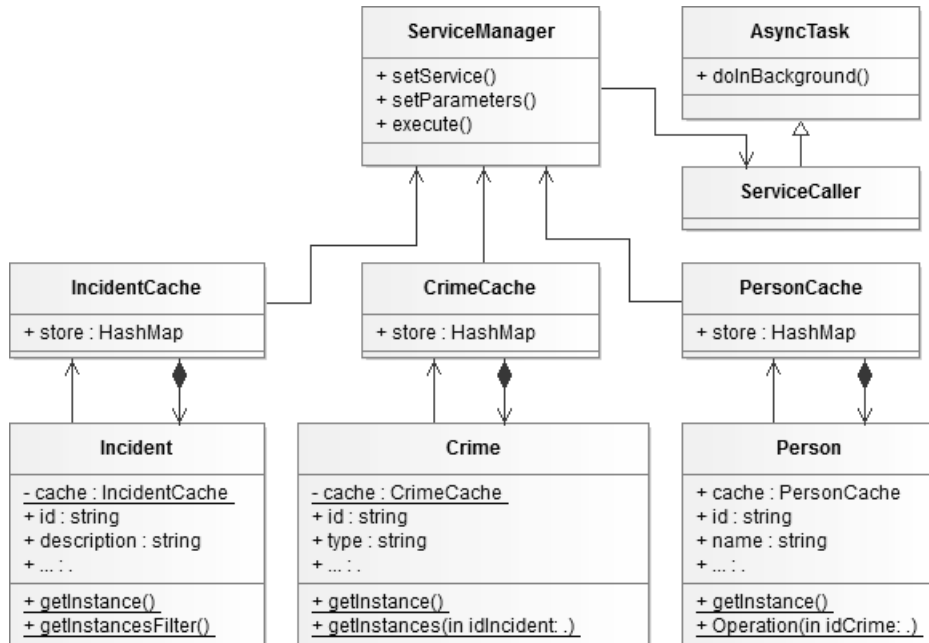 ServiceManager
+ setService()
+ setParameters()
+ execute()
AsyncTask
+ doInBackground()
ServiceCaller
IncidentCache
+ store : HashMap
CrimeCache
+ store : HashMap
PersonCache
+ store : HashMap
Incident
- cache : IncidentCache
+ id : string
+ description : string
+ ... : .
+ getInstance()
+ getInstancesFilter()
Crime
- cache : CrimeCache
+ id : string
+ type : string
+ ... : .
+ getInstance()
+ getInstances(in idIncident: .)
Person
+ cache : PersonCache
+ id : string
+ name : string
+ ... : .
+ getInstance()
+ Operation(in idCrime: .)